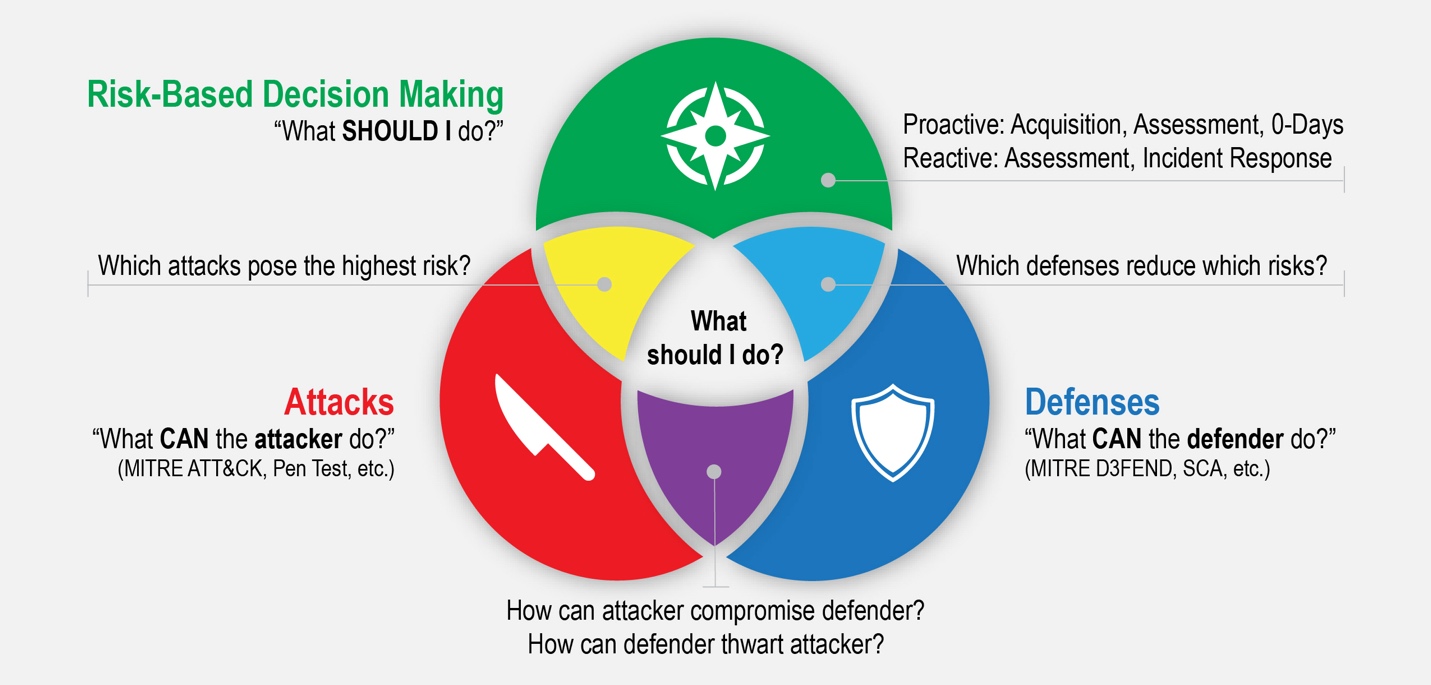 Risk-Based Decision Making
“What SHOULD I do?”
Proactive: Acquisition, Assessment, 0-Days
Reactive: Assessment, Incident Response
Which attacks pose the highest risk?
Which defenses reduce which risks?
What
should I do?
Attacks
“What CAN the attacker do?”
(MITRE ATT&CK, Pen Test, etc.)
Defenses
“What CAN the defender do?”
(MITRE D3FEND, SCA, etc.)
How can attacker compromise defender?
How can defender thwart attacker?